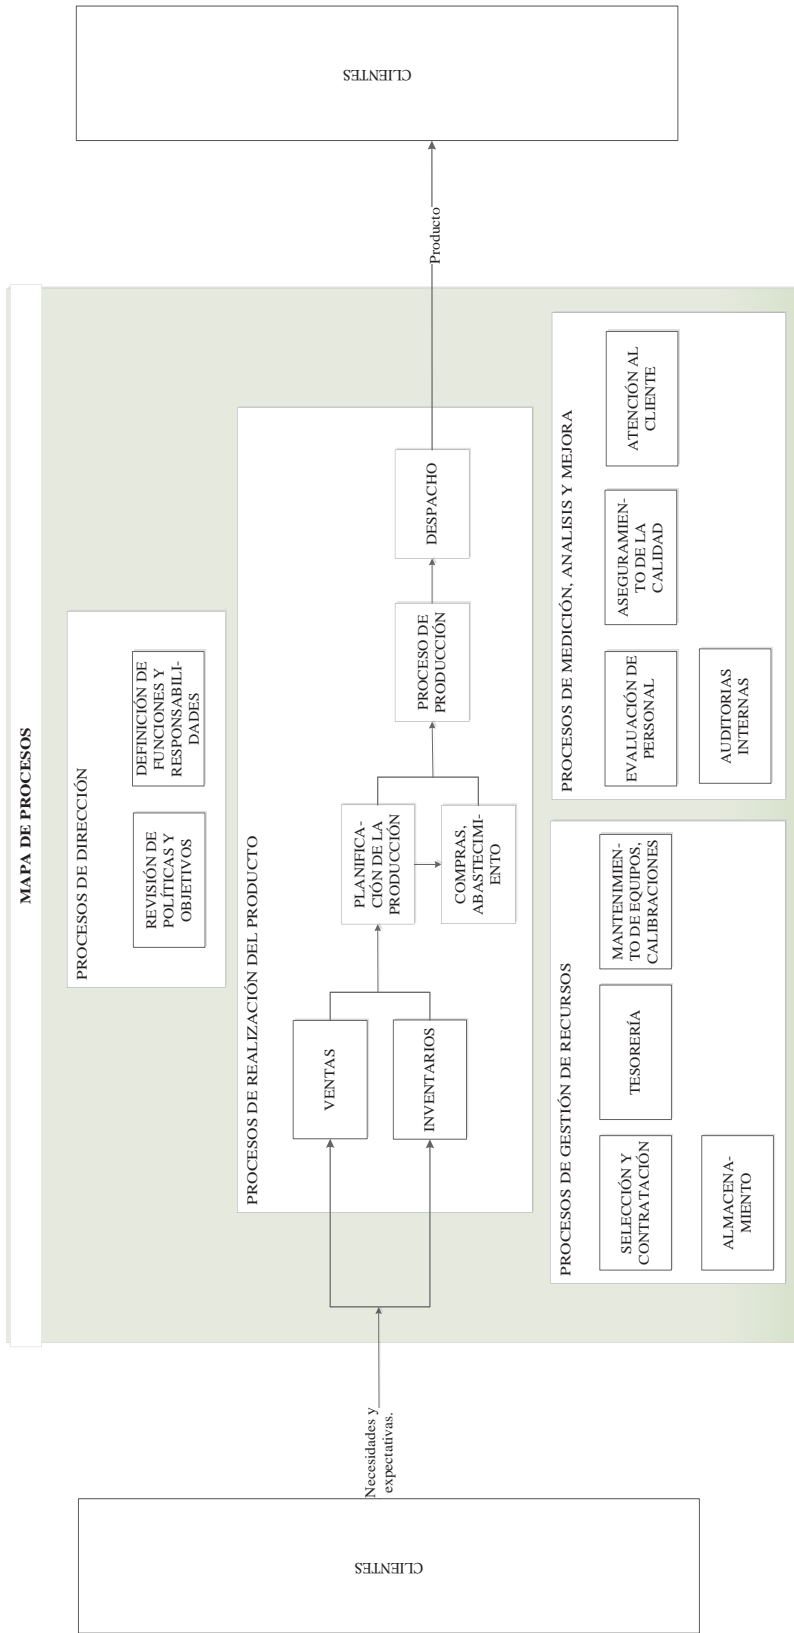 MAPA DE PROCESOS
CLIENTES
Necesidades y
expectativas.
PROCESOS DE DIRECCIÓN
REVISIÓN DE
POLÍTICAS Y
OBJETIVOS
DEFINICIÓN DE
FUNCIONES Y
RESPONSABILI-
DADES
PROCESOS DE REALIZACIÓN DEL PRODUCTO
VENTAS
INVENTARIOS
PLANIFICA-
CIÓN DE LA
PRODUCCIÓN
COMPRAS,
ABASTECIMI-
ENTO
PROCESO DE
PRODUCCIÓN
DESPACHO
Producto
CLIENTES
PROCESOS DE GESTIÓN DE RECURSOS
SELECCIÓN Y
CONTRATACIÓN
TESORERÍA
MANTENIMIEN-
TO DE EQUIPOS,
CALIBRACIONES
ALMACENA-
MIENTO
PROCESOS DE MEDICIÓN, ANALISIS Y MEJORA
EVALUACIÓN DE
PERSONAL
ASEGURAMIEN-
TO DE LA
CALIDAD
ATENCIÓN AL
CLIENTE
AUDITORIAS
INTERNAS